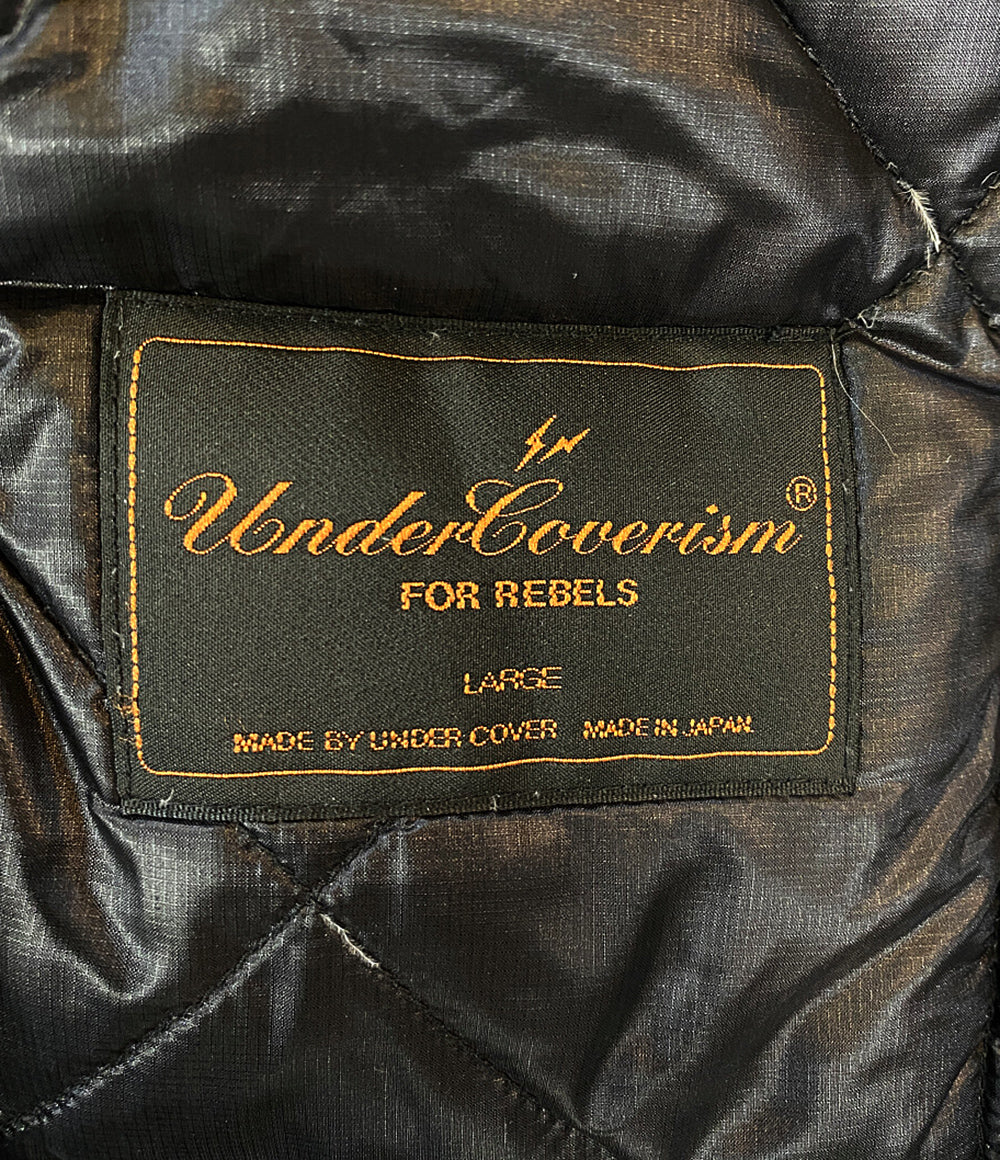 UnderCoverism®
FOR REBELS
LARGE
MADE BY UNDER COVER MADE IN JAPAN